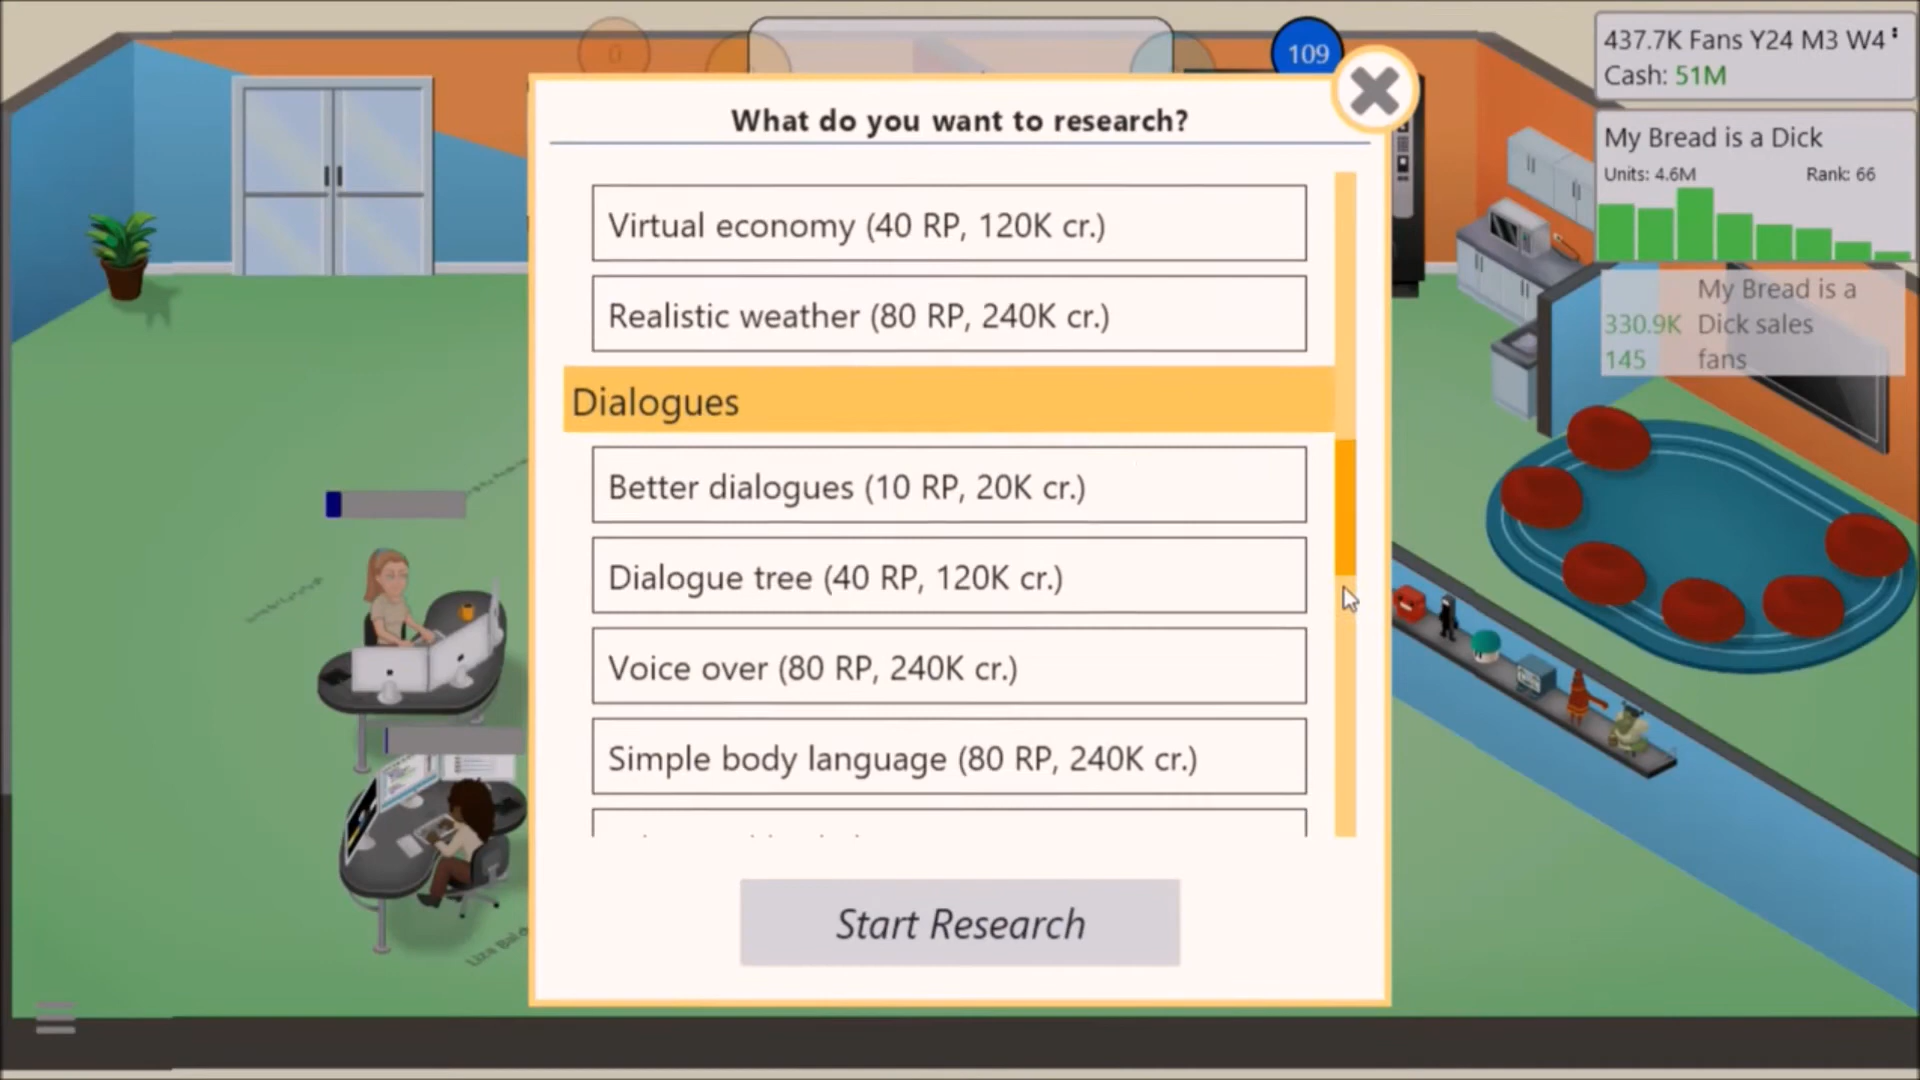 0
109
437.7K Fans Y24 M3 W4
Cash: 51M
What do you want to research?
My Bread is a Dick
Units: 4.6M Rank: 66
Virtual economy (40 RP, 120K cr.)
Realistic weather (80 RP, 240K cr.)
My Bread is a
330.9K Dick sales
145 fans
Dialogues
Better dialogues (10 RP, 20K cr.)
Dialogue tree (40 RP, 120K cr.)
Voice over (80 RP, 240K cr.)
Simple body language (80 RP, 240K cr.)
Start Research